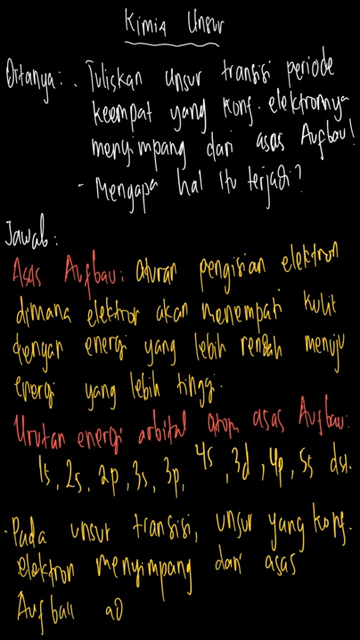 Kimia Unsur
Ditanya: . Tuliskan unsur transisi periode
keempat yang konf. elektronnya
menyimpang dari asas Aufbau!
- Mengapa hal itu terjadi?
Jawab:
Asas Aufbau: Aturan pengisian elektron
dimana elektron akan menempati kulit
dengan energi yang lebih rendah menuju
energi yang lebih tinggi.
Urutan energi orbital atom asas Aufbau:
1s, 2s, 2p, 3s, 3p, 4s, 3d, 4p, 5s dst.
. Pada unsur transisi, unsur yang konf.
elektron menyimpang dari asas
Aufbau ad